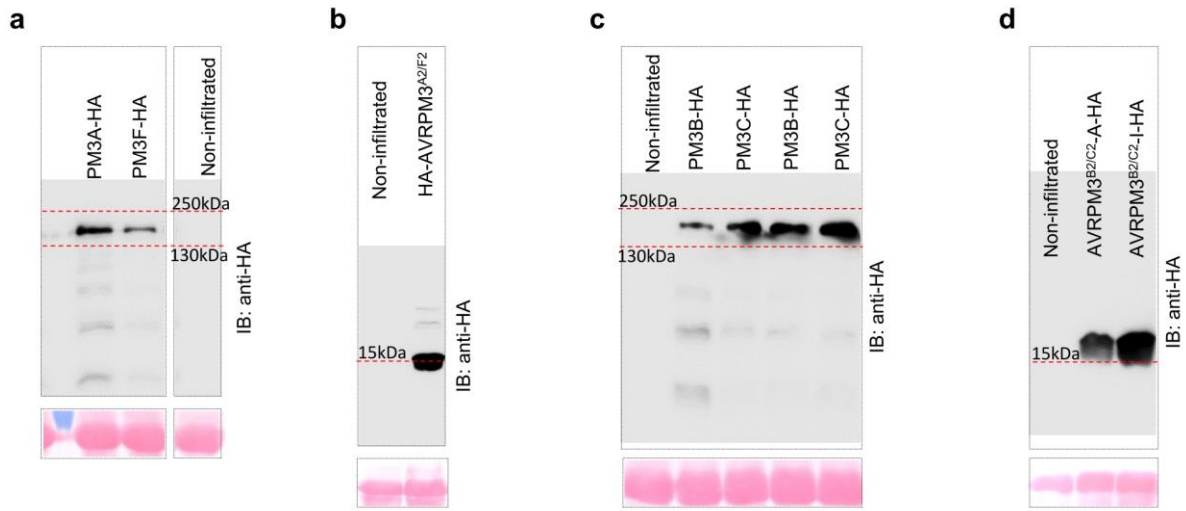 a
PM3A-HA
PM3F-HA
Non-infiltrated
250kDa
130kDa
IB: anti-HA
b
Non-infiltrated
HA-AVRPM3A2/F2
15kDa
IB: anti-HA
c
Non-infiltrated
PM3B-HA
PM3C-HA
PM3B-HA
PM3C-HA
250kDa
130kDa
IB: anti-HA
d
Non-infiltrated
AVRPM3B2/C2-A-HA
AVRPM3B2/C2-I-HA
15kDa
IB: anti-HA